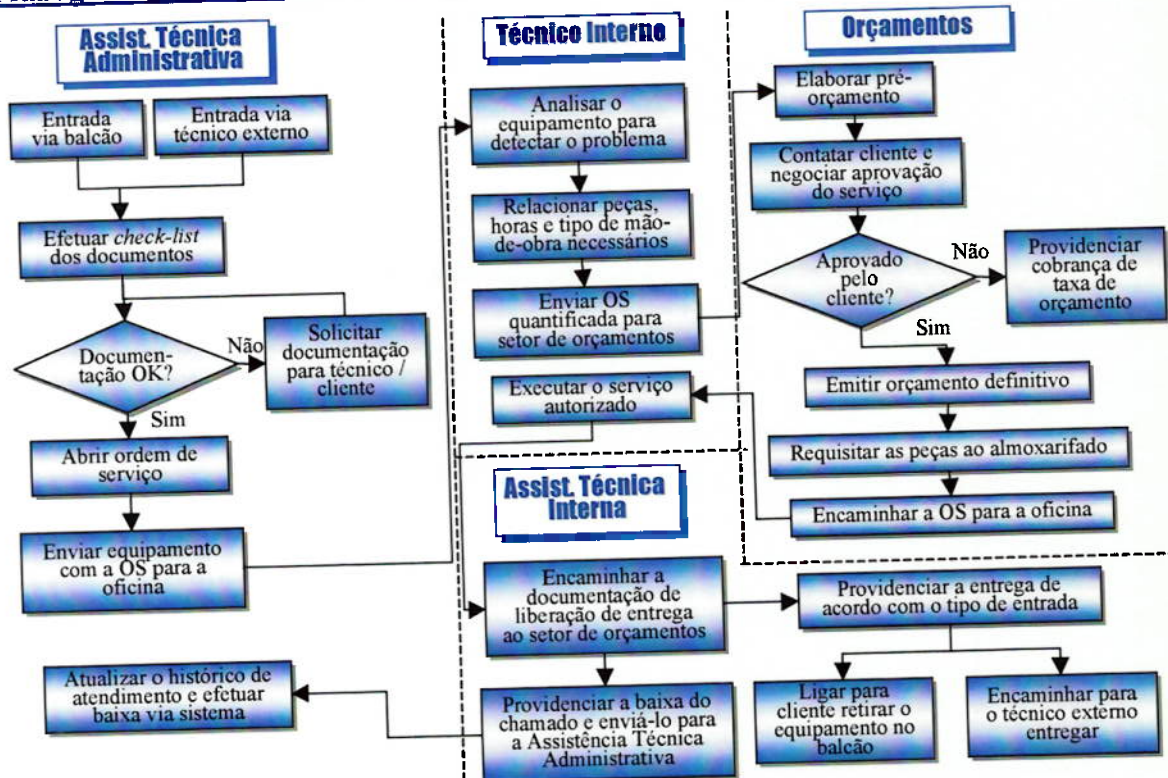 Assist. Técnica
Administrativa
Entrada
via balcão
Entrada via
técnico externo
Efetuar check-list
dos documentos
Documen-
tação OK?
Não
Solicitar
documentação
para técnico /
cliente
Sim
Abrir ordem de
serviço
Enviar equipamento
com a OS para a
oficina
Atualizar o histórico de
atendimento e efetuar
baixa via sistema
Técnico Interno
Analisar o
equipamento para
detectar o problema
Relacionar peças,
horas e tipo de mão-
de-obra necessários
Enviar OS
quantificada para
setor de orçamentos
Executar o serviço
autorizado
Orçamentos
Elaborar pré-
orçamento
Contatar cliente e
negociar aprovação
do serviço
Aprovado
pelo
cliente?
Não
Providenciar
cobrança de
taxa de
orçamento
Sim
Emitir orçamento definitivo
Requisitar as peças ao almoxarifado
Encaminhar a OS para a oficina
Assist. Técnica
Interna
Encaminhar a
documentação de
liberação de entrega
ao setor de orçamentos
Providenciar a baixa do
chamado e enviá-lo para
a Assistência Técnica
Administrativa
Providenciar a entrega de
acordo com o tipo de entrada
Ligar para
cliente retirar o
equipamento no
balcão
Encaminhar para
o técnico externo
entregar